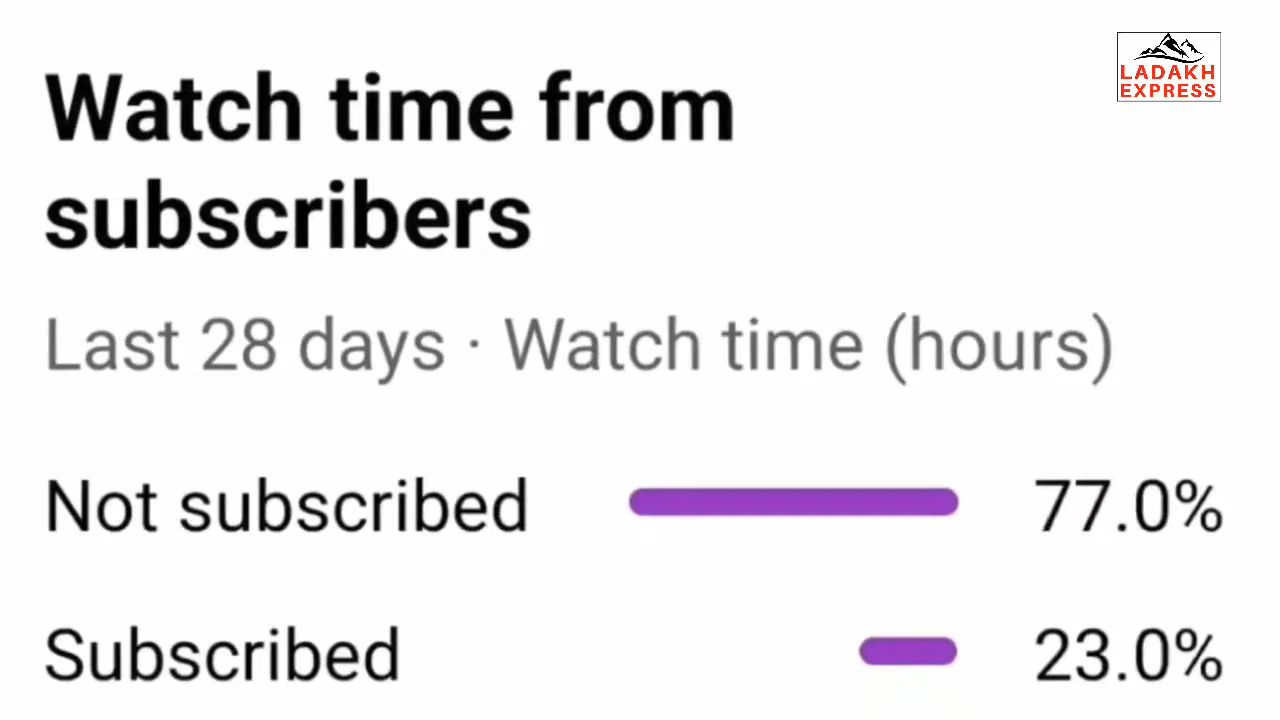 LADAKH
EXPRESS
Watch time from
subscribers
Last 28 days · Watch time (hours)
Not subscribed 77.0%
Subscribed 23.0%